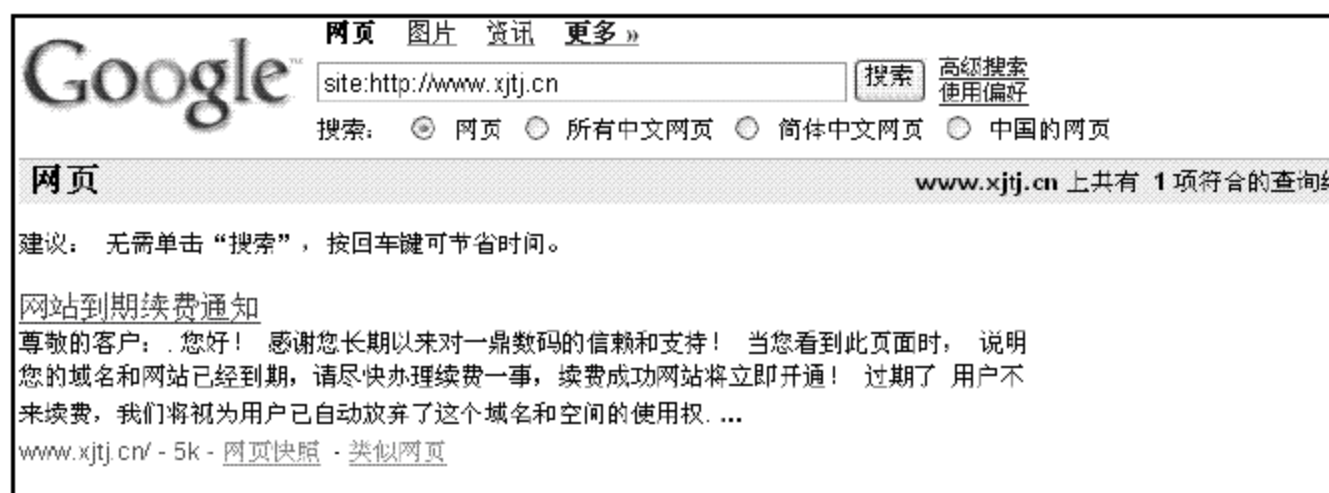 网页 图片 资讯 更多 »
Google™
site:http://www.xjtj.cn 搜索 高级搜索
使用偏好
搜索: 网页 所有中文网页 简体中文网页 中国的网页
网页 www.xjtj.cn 上共有 1 项符合的查询
建议: 无需单击“搜索”,按回车键可节省时间。
网站到期续费通知
尊敬的客户:. 您好! 感谢您长期以来对一鼎数码的信赖和支持! 当您看到此页面时, 说明
您的域名和网站已经到期,请尽快办理续费一事,续费成功网站将立即开通! 过期了 用户不
来续费,我们将视为用户已自动放弃了这个域名和空间的使用权. ...
www.xjtj.cn/ - 5k - 网页快照 - 类似网页